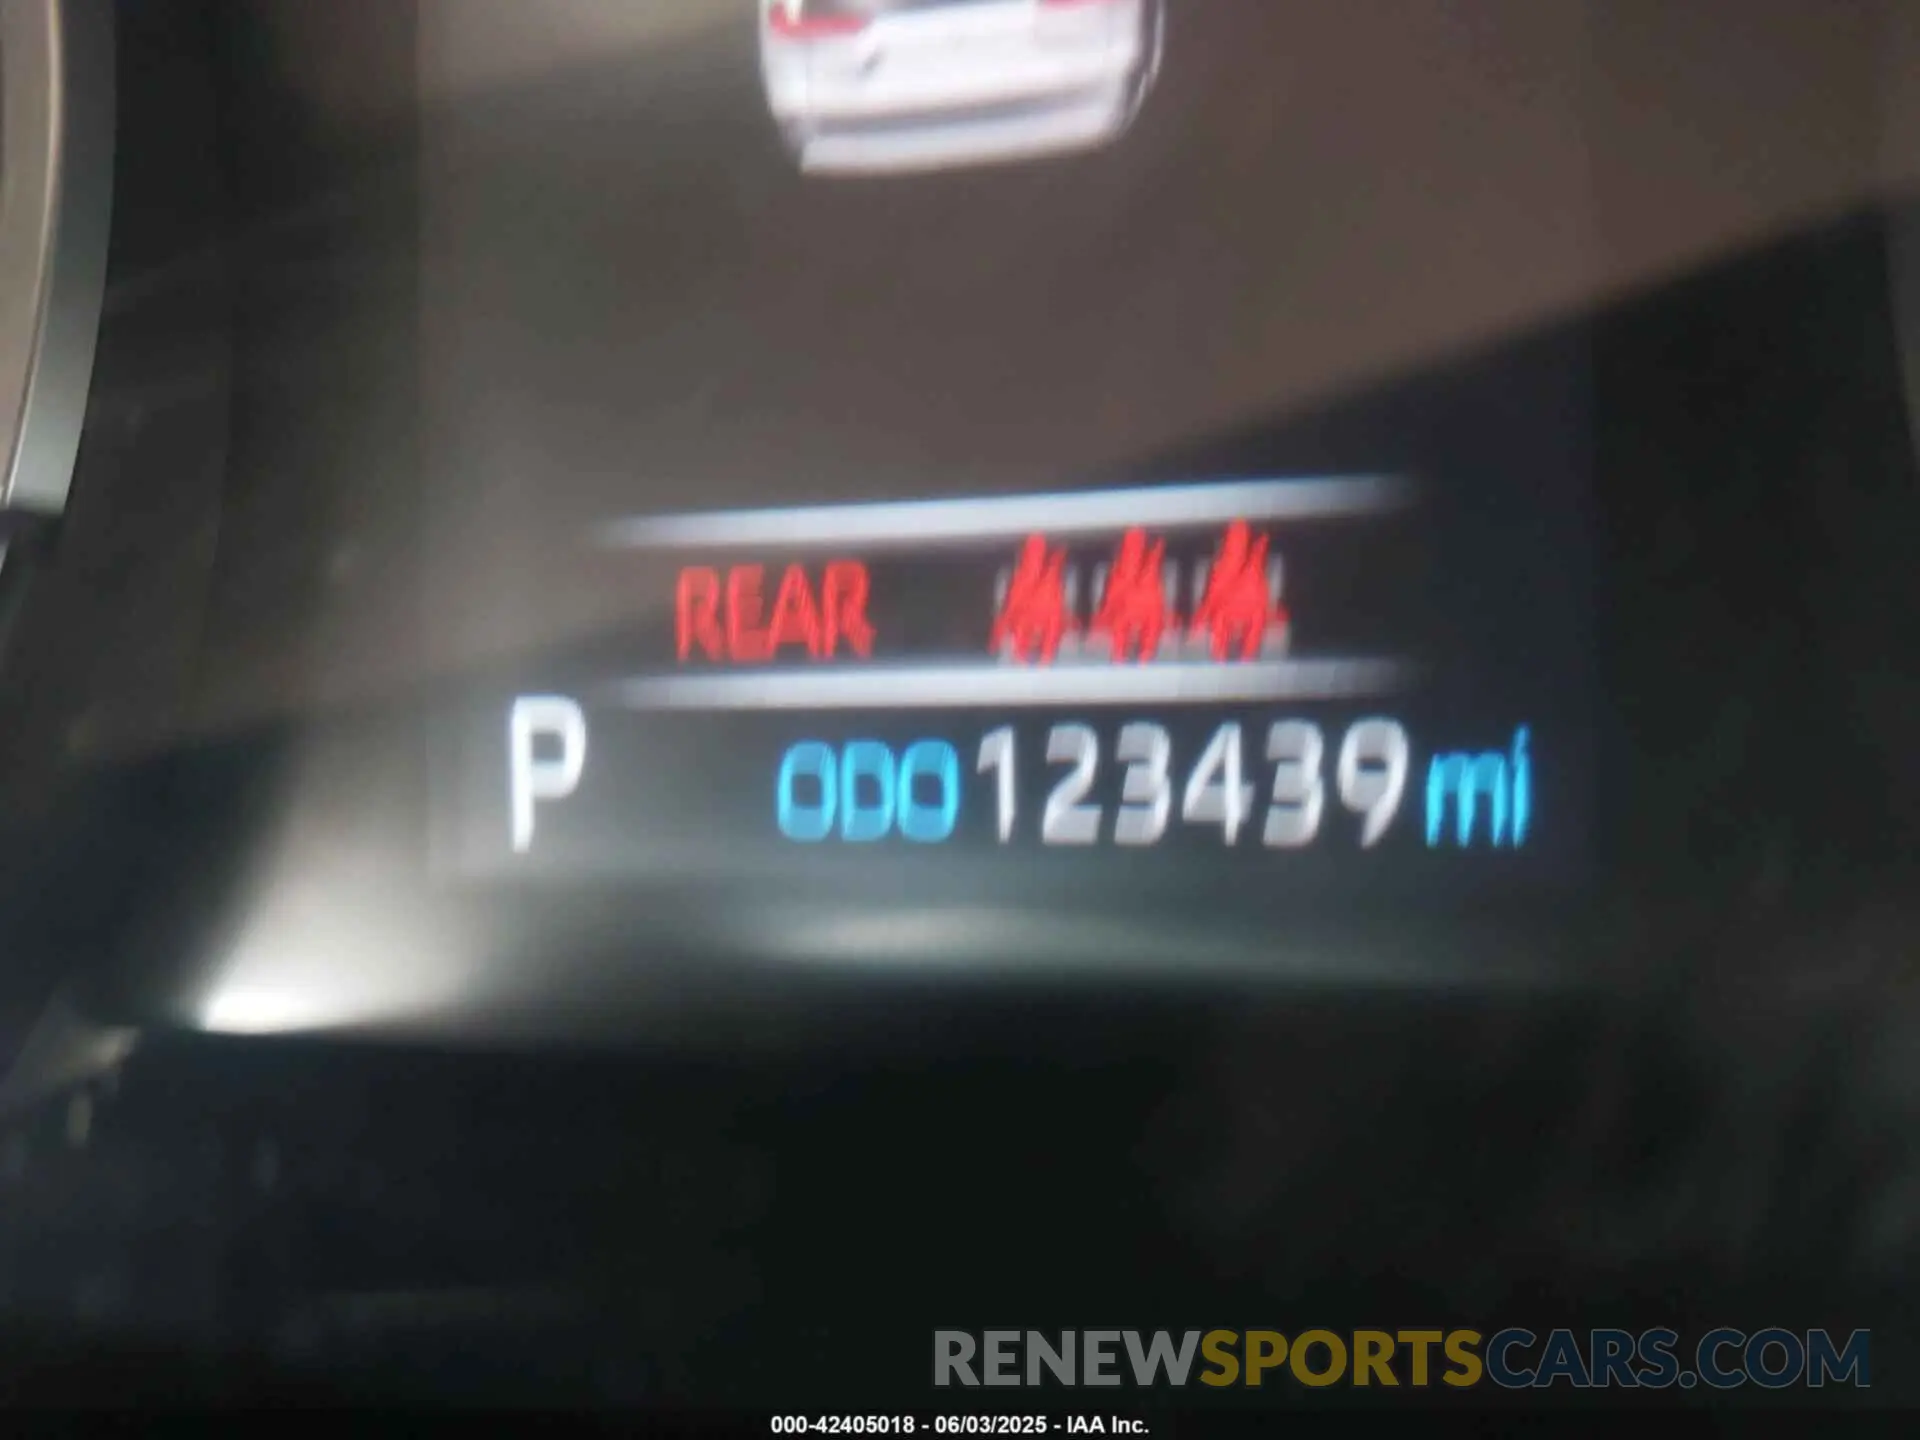 REAR
P ODO 123439 mi
RENEWSPORTSCARS.COM
000-42405018 - 06/03/2025 - IAA Inc.